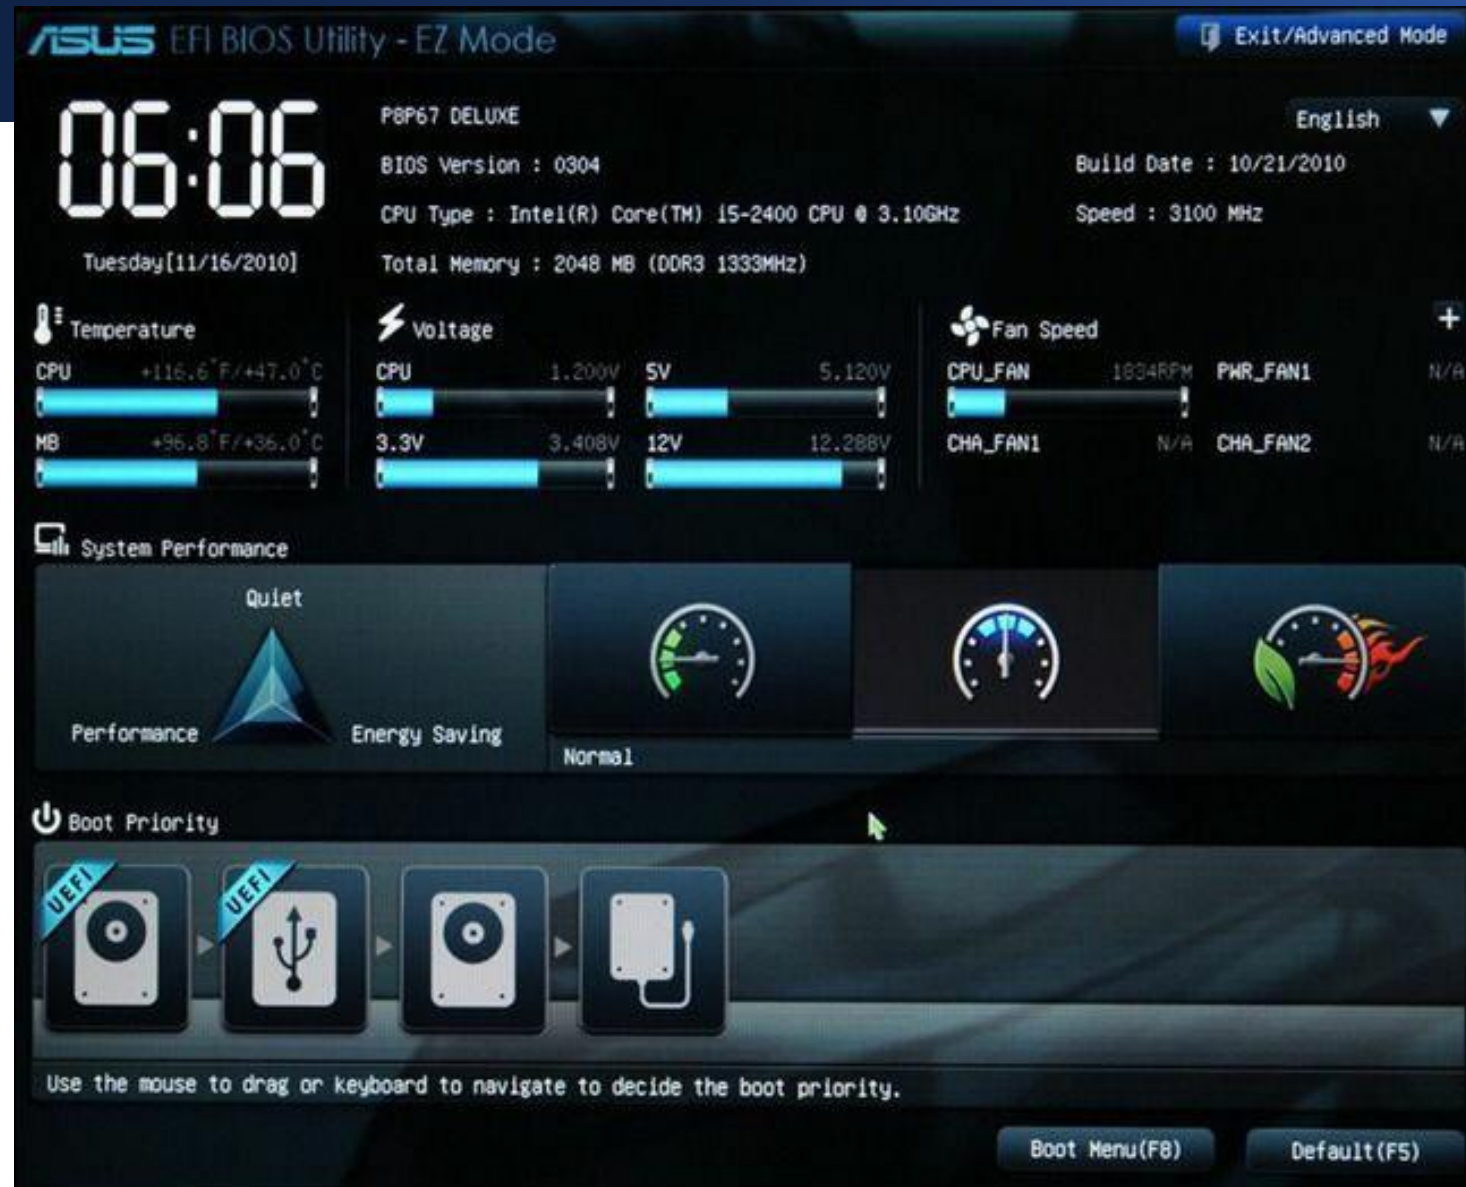 ASUS EFI BIOS Utility - EZ Mode
Exit/Advanced Mode
06:06
Tuesday[11/16/2010]
P8P67 DELUXE
English
BIOS Version : 0304
Build Date : 10/21/2010
CPU Type : Intel(R) Core(TM) i5-2400 CPU @ 3.10GHz
Speed : 3100 MHz
Total Memory : 2048 MB (DDR3 1333MHz)
Temperature
CPU +116.6°F/+47.0°C
MB +96.8°F/+36.0°C
Voltage
CPU 1.200V 5V 5.120V
3.3V 3.408V 12V 12.288V
Fan Speed
CPU_FAN 1834RPM PWR_FAN1 N/A
CHA_FAN1 N/A CHA_FAN2 N/A
System Performance
Quiet
Performance
Energy Saving
Normal
Boot Priority
UEFI
UEFI
Use the mouse to drag or keyboard to navigate to decide the boot priority.
Boot Menu(F8)
Default(F5)